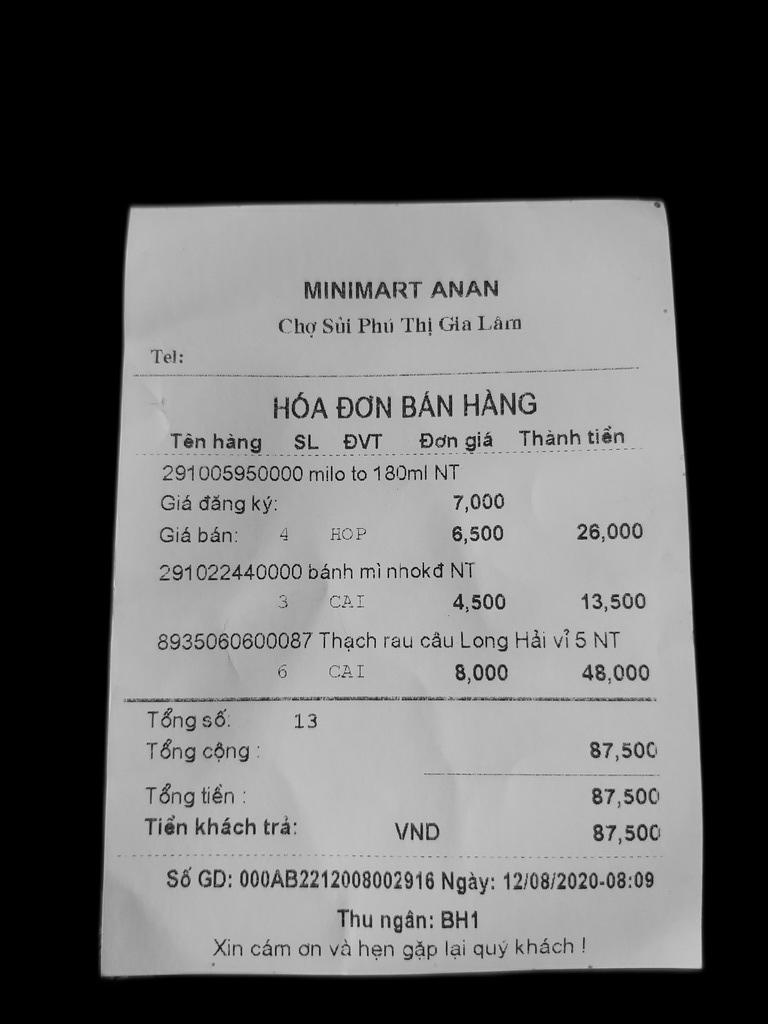 MINIMART ANAN
Chợ Sủi Phú Thị Gia Lâm
Tel:
HÓA ĐƠN BÁN HÀNG
Tên hàng SL ĐVT Đơn giá Thành tiền
291005950000 milo to 180ml NT
Giá đăng ký: 7,000
Giá bán: 4 HOP 6,500 26,000
291022440000 bánh mì nhokđ NT
3 CAI 4,500 13,500
8935060600087 Thạch rau câu Long Hải vỉ 5 NT
6 CAI 8,000 48,000
Tổng số: 13
Tổng cộng : 87,500
Tổng tiền : 87,500
Tiền khách trả: VND 87,500
Số GD: 000AB2212008002916 Ngày: 12/08/2020-08:09
Thu ngân: BH1
Xin cám ơn và hẹn gặp lại quý khách !